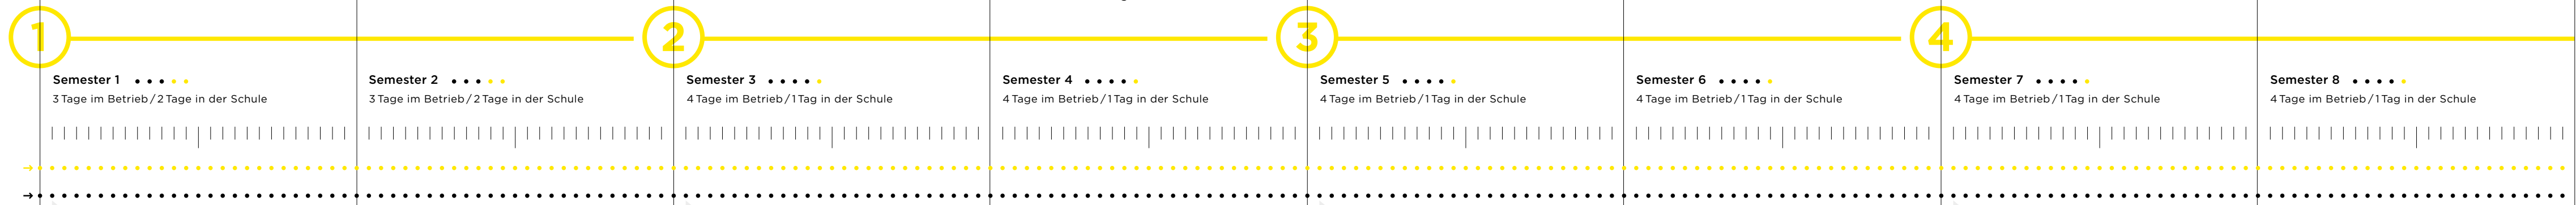 1
2
3
4
Semester 1
3 Tage im Betrieb / 2 Tage in der Schule
Semester 2
3 Tage im Betrieb / 2 Tage in der Schule
Semester 3
4 Tage im Betrieb / 1 Tag in der Schule
Semester 4
4 Tage im Betrieb / 1 Tag in der Schule
Semester 5
4 Tage im Betrieb / 1 Tag in der Schule
Semester 6
4 Tage im Betrieb / 1 Tag in der Schule
Semester 7
4 Tage im Betrieb / 1 Tag in der Schule
Semester 8
4 Tage im Betrieb / 1 Tag in der Schule